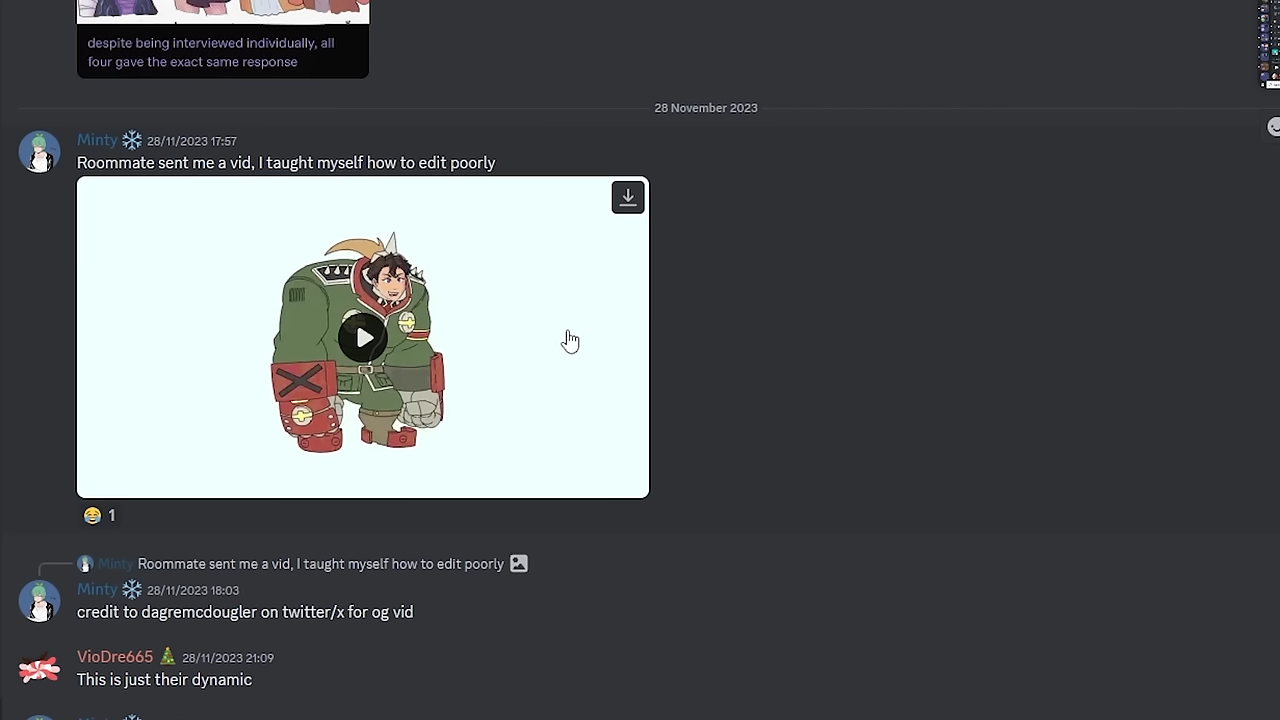 despite being interviewed individually, all
four gave the exact same response
28 November 2023
Minty 28/11/2023 17:57
Roommate sent me a vid, I taught myself how to edit poorly
😂 1
Minty Roommate sent me a vid, I taught myself how to edit poorly
Minty 28/11/2023 18:03
credit to dagremcdougler on twitter/x for og vid
VioDre665 🎄 28/11/2023 21:09
This is just their dynamic